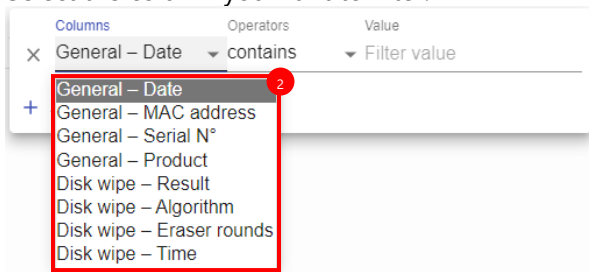 Columns Operators Value
× General – Date contains Filter value
2
General – Date
+ General – MAC address
General – Serial N°
General – Product
Disk wipe – Result
Disk wipe – Algorithm
Disk wipe – Eraser rounds
Disk wipe – Time